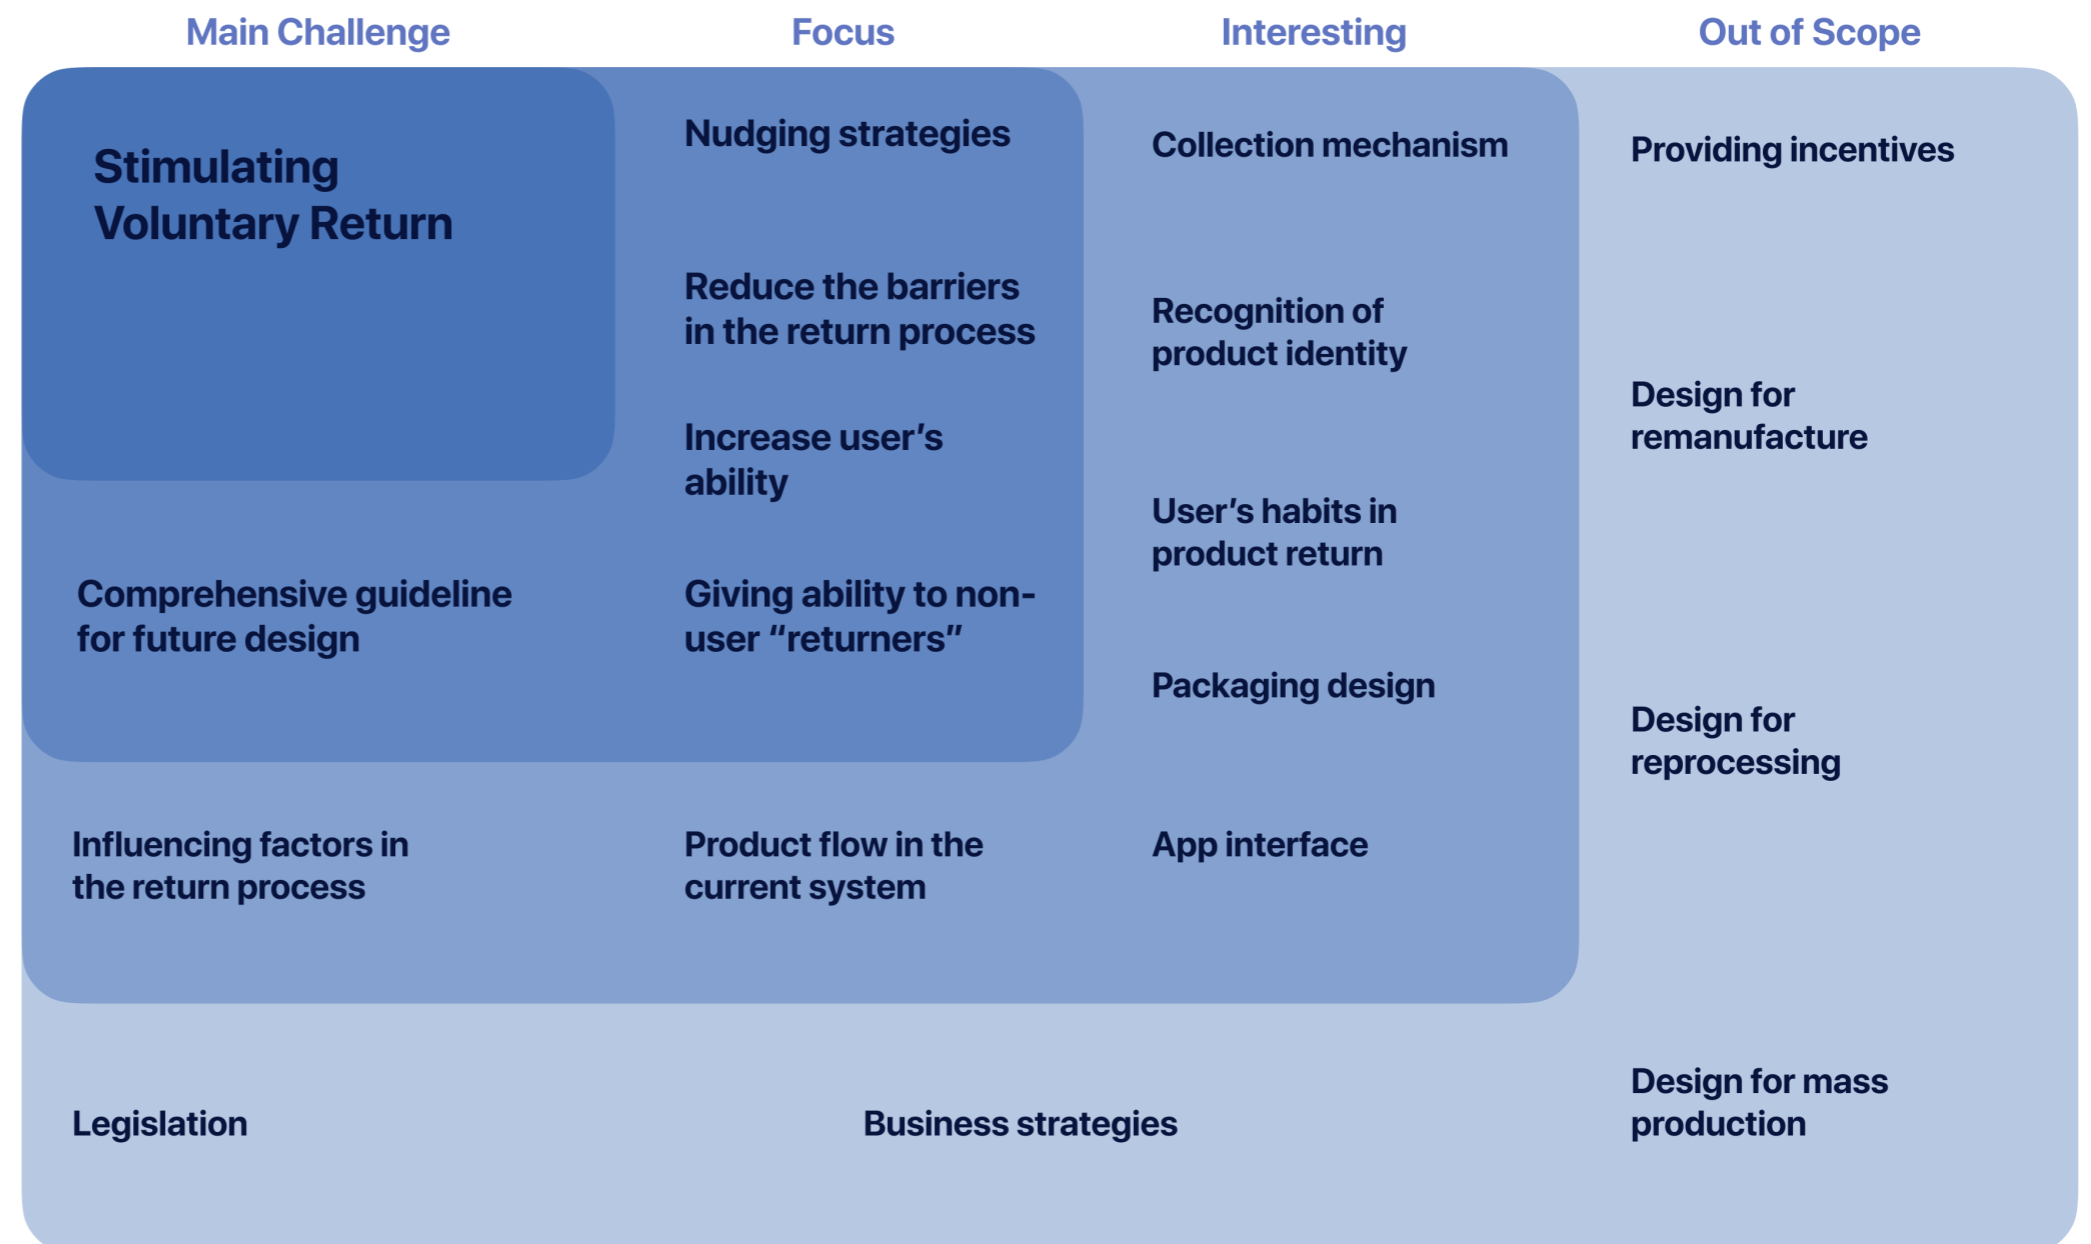 Main Challenge
Focus
Interesting
Out of Scope
Stimulating
Voluntary Return
Comprehensive guideline
for future design
Influencing factors in
the return process
Legislation
Nudging strategies
Reduce the barriers
in the return process
Increase user’s
ability
Giving ability to non-
user “returners”
Product flow in the
current system
Business strategies
Collection mechanism
Recognition of
product identity
User’s habits in
product return
Packaging design
App interface
Providing incentives
Design for
remanufacture
Design for
reprocessing
Design for mass
production